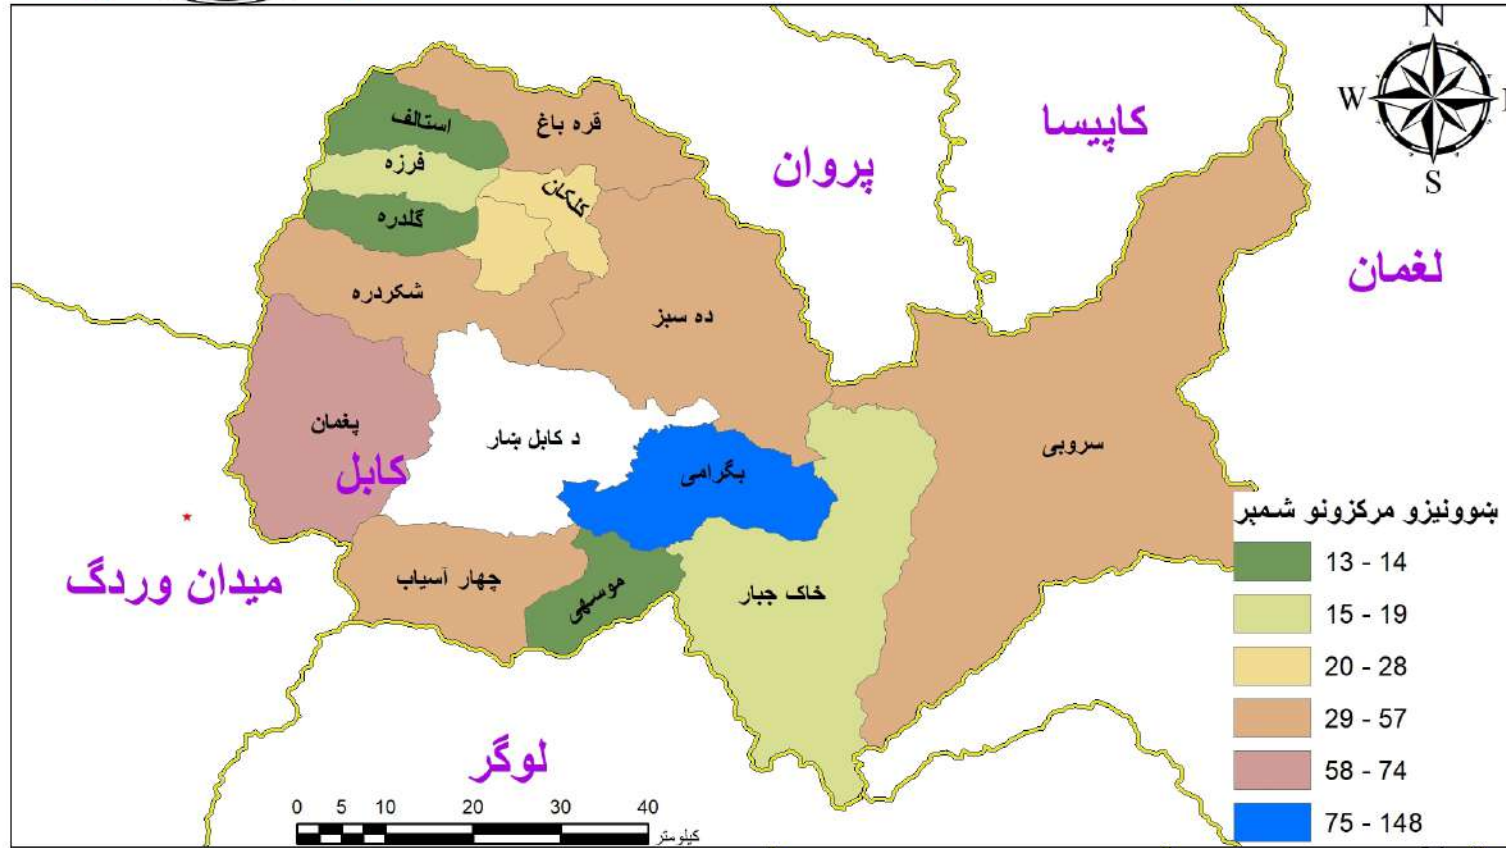 N
W
S
کاپیسا
پروان
لغمان
قره باغ
استالف
فرزه
کلکان
گلدره
شکردره
ده سبز
پغمان
د کابل ښار
سروبی
کابل
بگرامی
میدان وردگ
چهار آسیاب
موسهی
خاک جبار
لوگر
ښوونیزو مرکزونو شمېر
13 - 14
15 - 19
20 - 28
29 - 57
58 - 74
75 - 148
0 5 10 20 30 40
کیلومتر